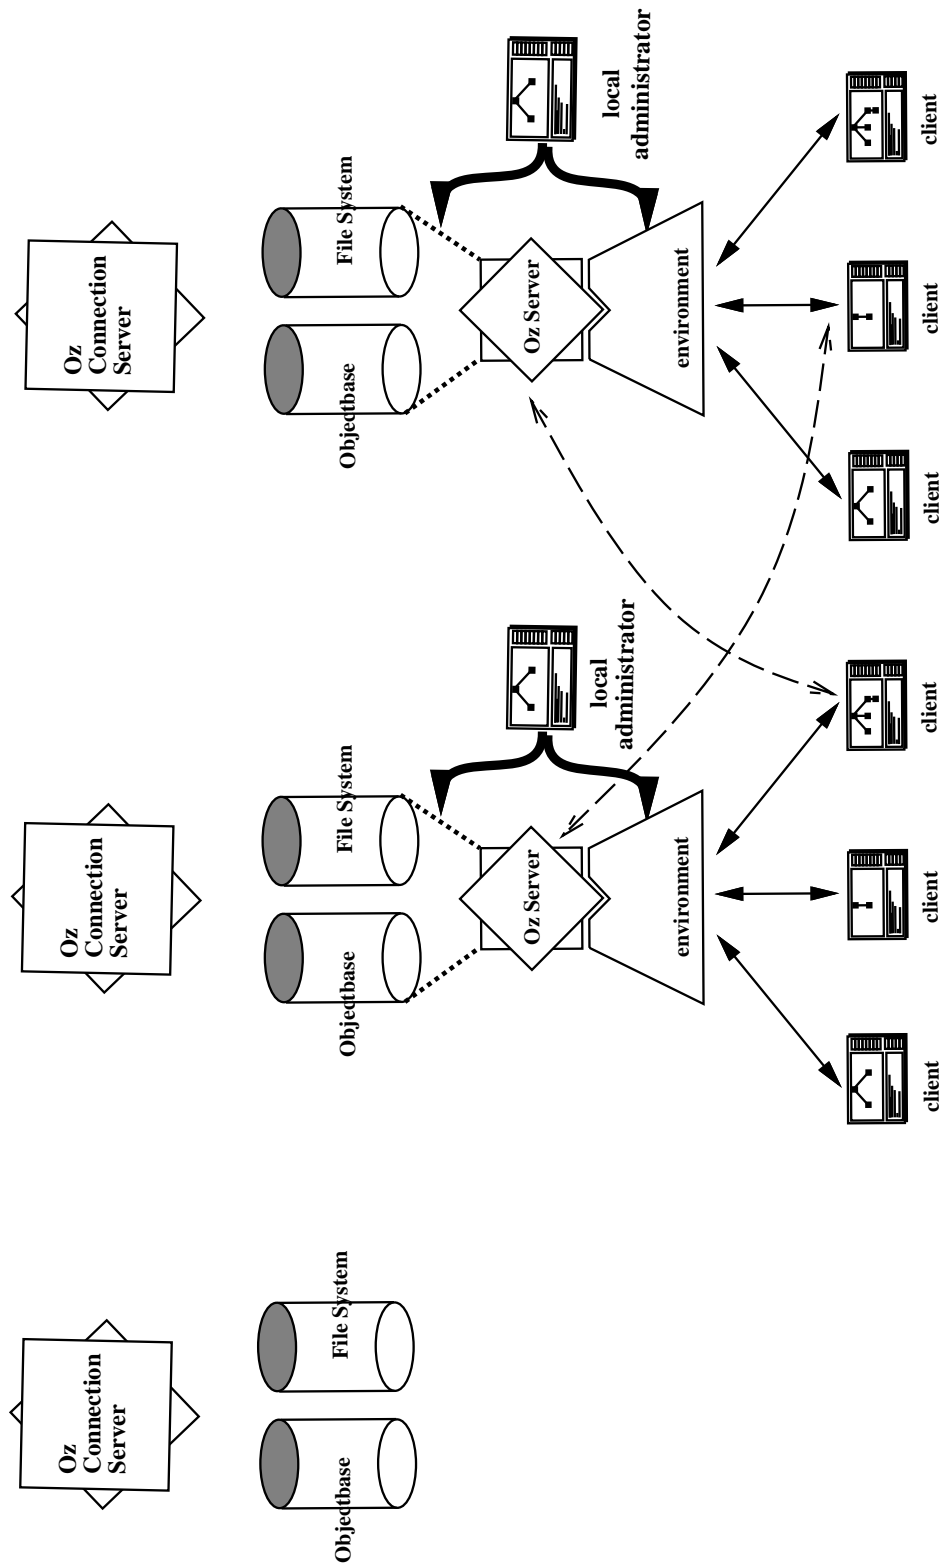 Oz
Connection
Server
Oz
Connection
Server
Oz
Connection
Server
Objectbase
File System
Objectbase
File System
Objectbase
File System
Oz Server
local
administrator
Oz Server
local
administrator
environment
environment
client
client
client
client
client
client